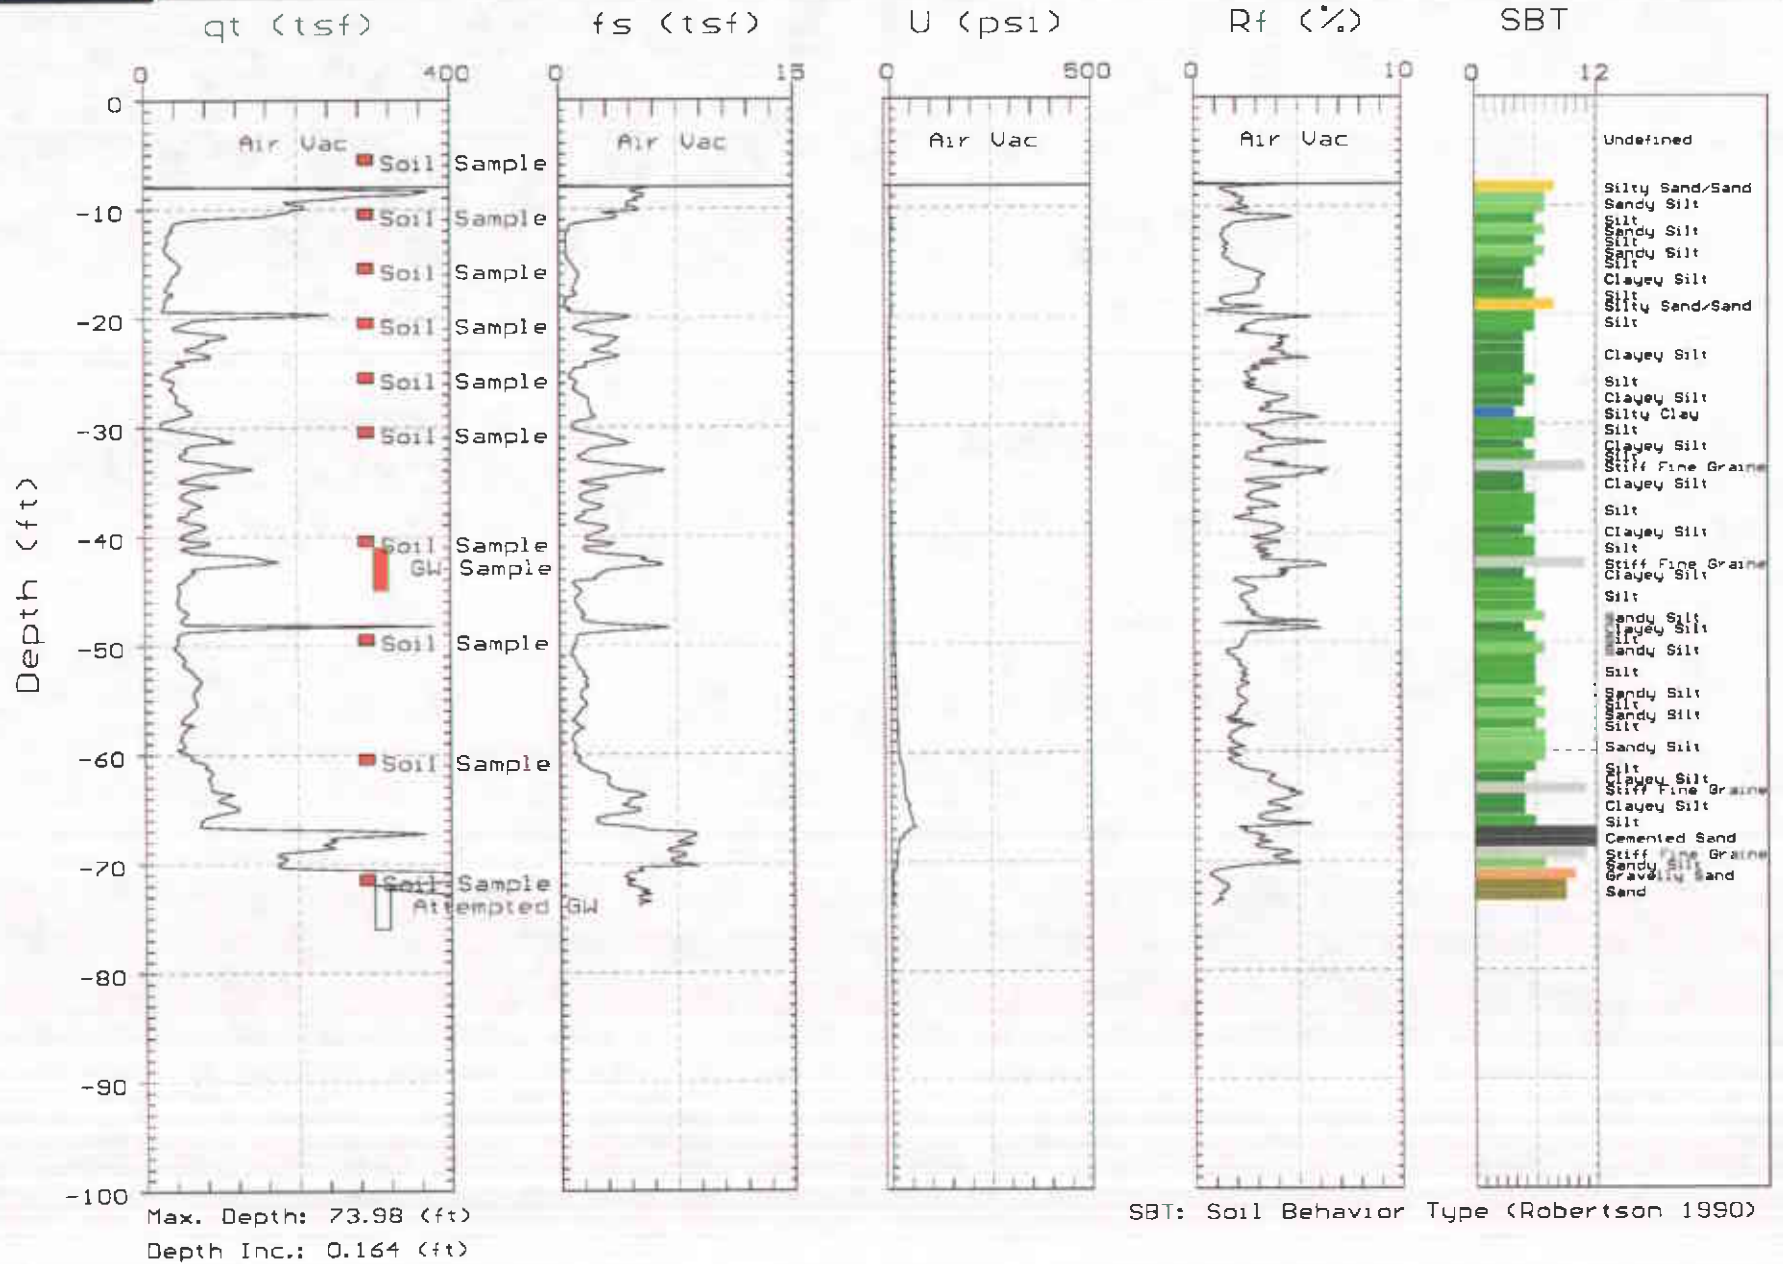 qt (tsf) fs (tsf) U (psi) Rf (%) SBT
0 400 0 15 0 500 0 10 0 12
0
Air Vac Air Vac Air Vac Air Vac Undefined
Soil Sample
Silty Sand/Sand
Sandy Silt
-10 Soil Sample
Silt
Sandy Silt
Silt
Sandy Silt
Silt
Soil Sample
Clayey Silt
Silt
Silty Sand/Sand
-20 Soil Sample Silt
Clayey Silt
Soil Sample Silt
Clayey Silt
Silty Clay
-30 Soil Sample Silt
Clayey Silt
Silt
Stiff Fine Graine
Clayey Silt
Silt
Clayey Silt
-40 Soil Sample Silt
GW Sample Stiff Fine Graine
Clayey Silt
Silt
Sandy Silt
Clayey Silt
Silt
-50 Soil Sample Sandy Silt
Silt
Sandy Silt
Silt
Sandy Silt
Silt
Sandy Silt
-60 Soil Sample Silt
Clayey Silt
Stiff Fine Graine
Clayey Silt
Silt
Cemented Sand
Stiff Fine Graine
-70 Sandy Silt
Gravelly Sand
Soil Sample Sand
Attempted GW
-80
-90
-100
Depth (ft)
Max. Depth: 73.98 (ft)
Depth Inc.: 0.164 (ft)
SBT: Soil Behavior Type (Robertson 1990)